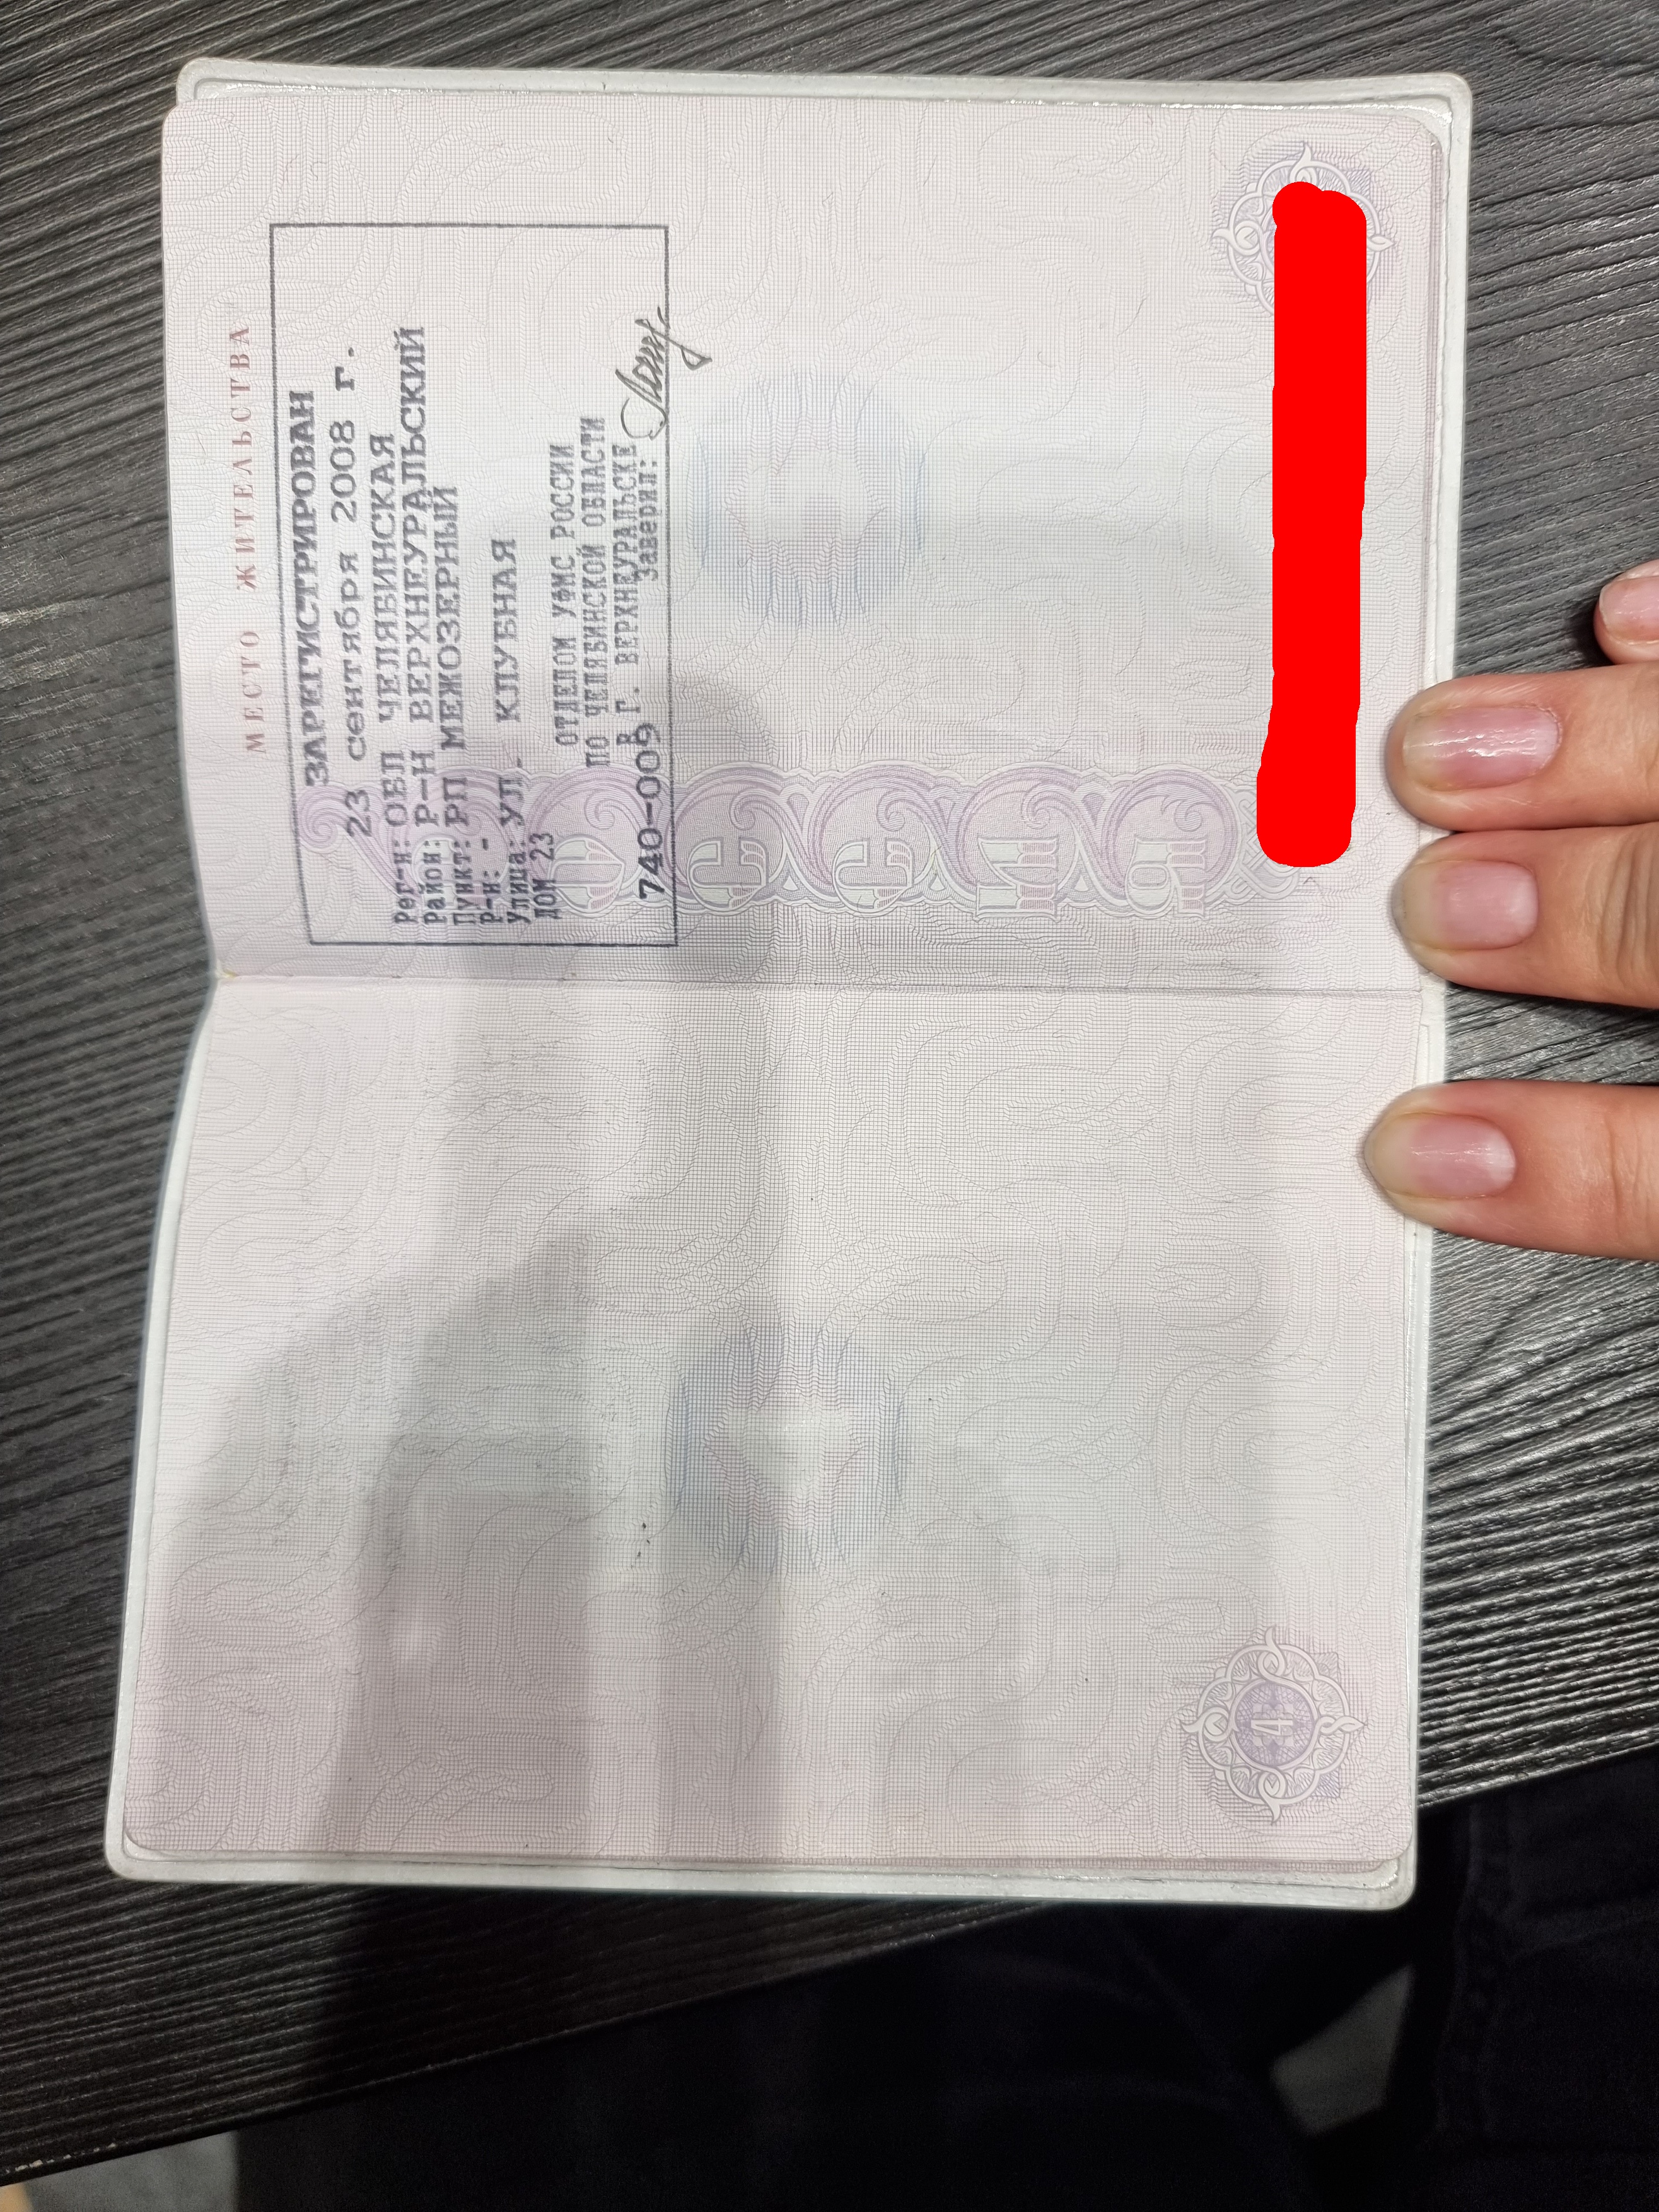 МЕСТО ЖИТЕЛЬСТВА
ЗАРЕГИСТРИРОВАН
23 сентября 2008 г.
Рег-н: ОБЛ ЧЕЛЯБИНСКАЯ
Район: Р-Н ВЕРХНЕУРАЛЬСКИЙ
Пункт: РП МЕЖОЗЕРНЫЙ
Р-н: -
Улица: УЛ. КЛУБНАЯ
ДОМ 23
ОТДЕЛОМ УФМС РОССИИ
ПО ЧЕЛЯБИНСКОЙ ОБЛАСТИ
В Г. ВЕРХНЕУРАЛЬСКЕ
740-009 Заверил:
14